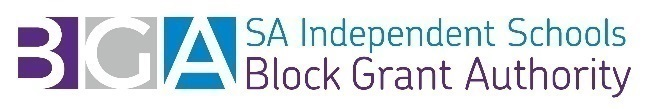 BGA SA Independent Schools
Block Grant Authority